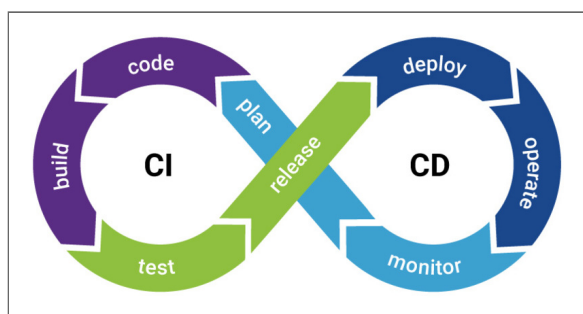 code
deploy
plan
build
CI
release
CD
operate
test
monitor